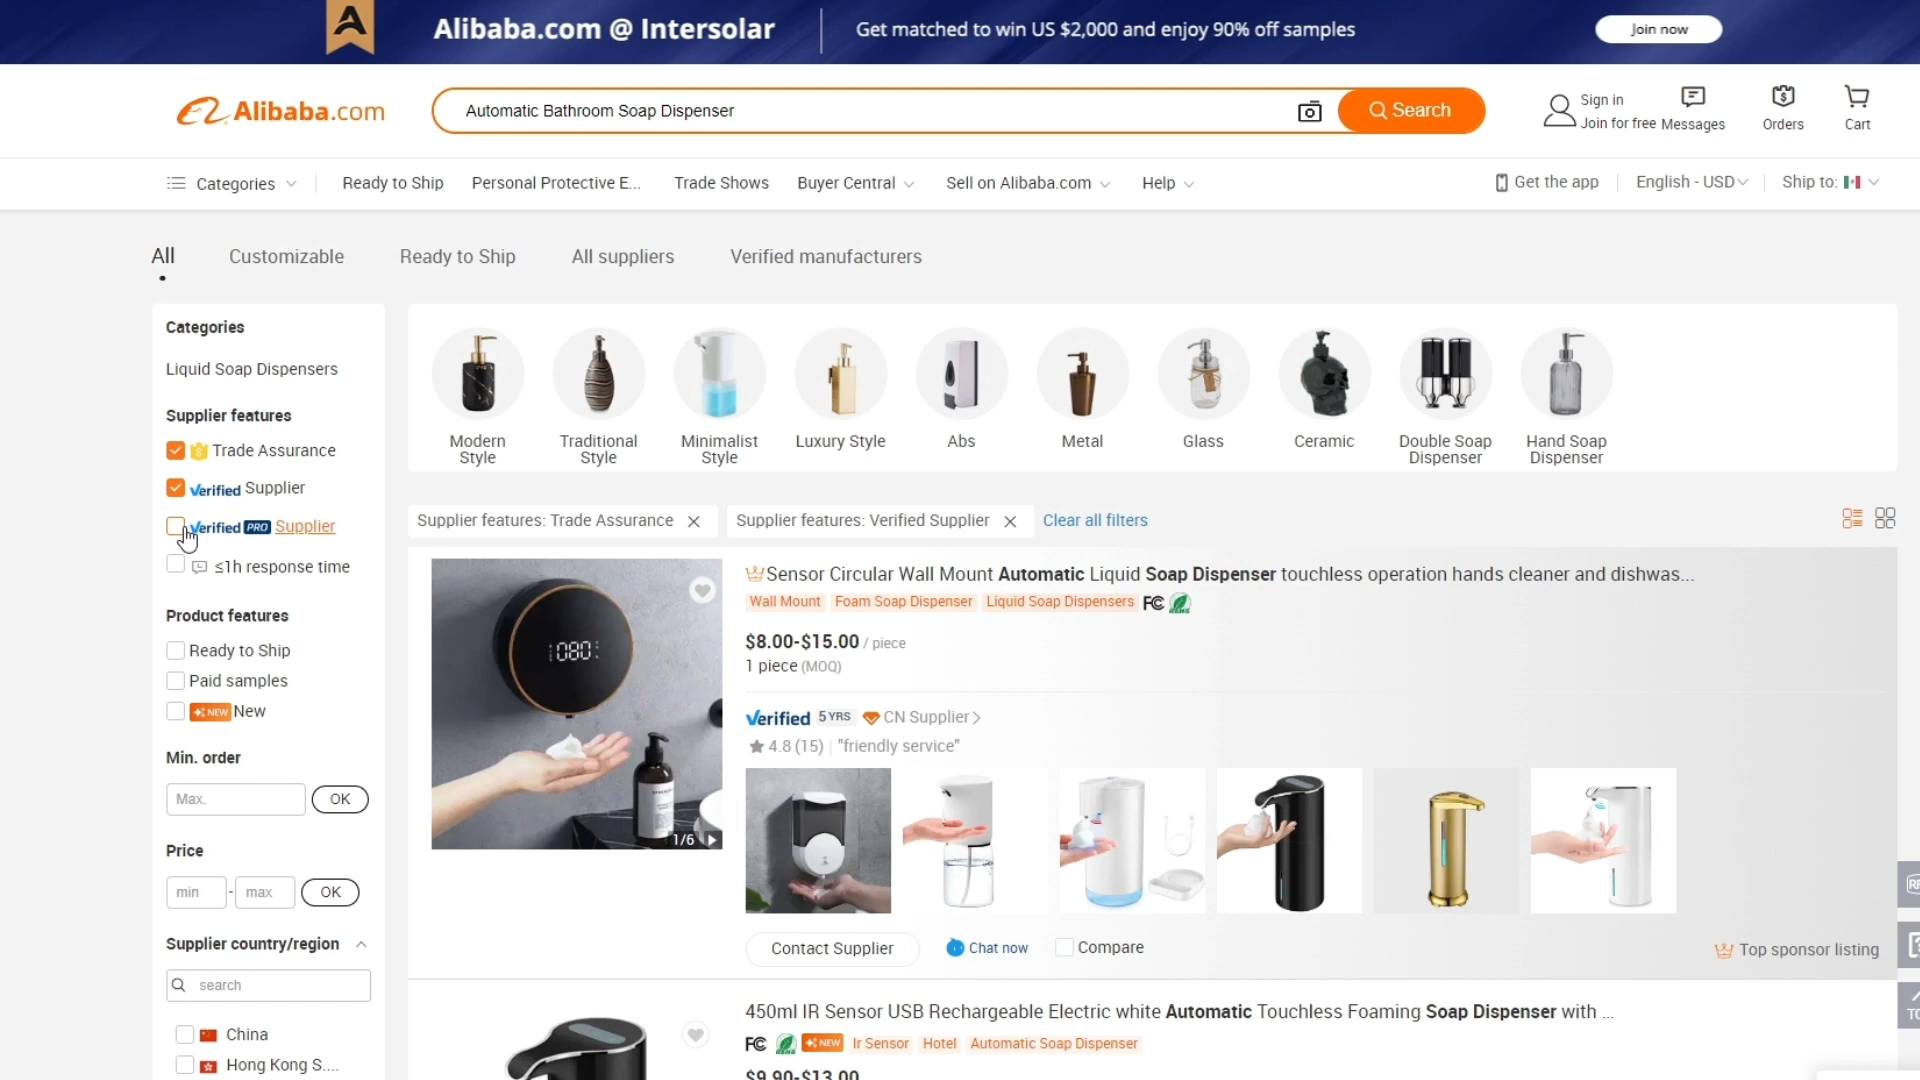 Alibaba.com @ Intersolar
Get matched to win US $2,000 and enjoy 90% off samples
Join now
Alibaba.com
Automatic Bathroom Soap Dispenser
Search
Sign in
Join for free
Messages
Orders
Cart
Categories
Ready to Ship
Personal Protective E...
Trade Shows
Buyer Central
Sell on Alibaba.com
Help
Get the app
English - USD
Ship to:
All
Customizable
Ready to Ship
All suppliers
Verified manufacturers
Categories
Liquid Soap Dispensers
Supplier features
Trade Assurance
Verified Supplier
Verified PRO Supplier
≤1h response time
Product features
Ready to Ship
Paid samples
NEW New
Min. order
Max.
OK
Price
min - max
OK
Supplier country/region
search
China
Hong Kong S....
Modern
Style
Traditional
Style
Minimalist
Style
Luxury Style
Abs
Metal
Glass
Ceramic
Double Soap
Dispenser
Hand Soap
Dispenser
Supplier features: Trade Assurance
Supplier features: Verified Supplier
Clear all filters
080
1/6
Sensor Circular Wall Mount Automatic Liquid Soap Dispenser touchless operation hands cleaner and dishwas...
Wall Mount Foam Soap Dispenser Liquid Soap Dispensers FC
$8.00-$15.00 / piece
1 piece (MOQ)
Verified 5 YRS CN Supplier
4.8 (15) "friendly service"
Contact Supplier
Chat now
Compare
Top sponsor listing
450ml IR Sensor USB Rechargeable Electric white Automatic Touchless Foaming Soap Dispenser with ...
FC NEW Ir Sensor Hotel Automatic Soap Dispenser
$9.90-$13.00